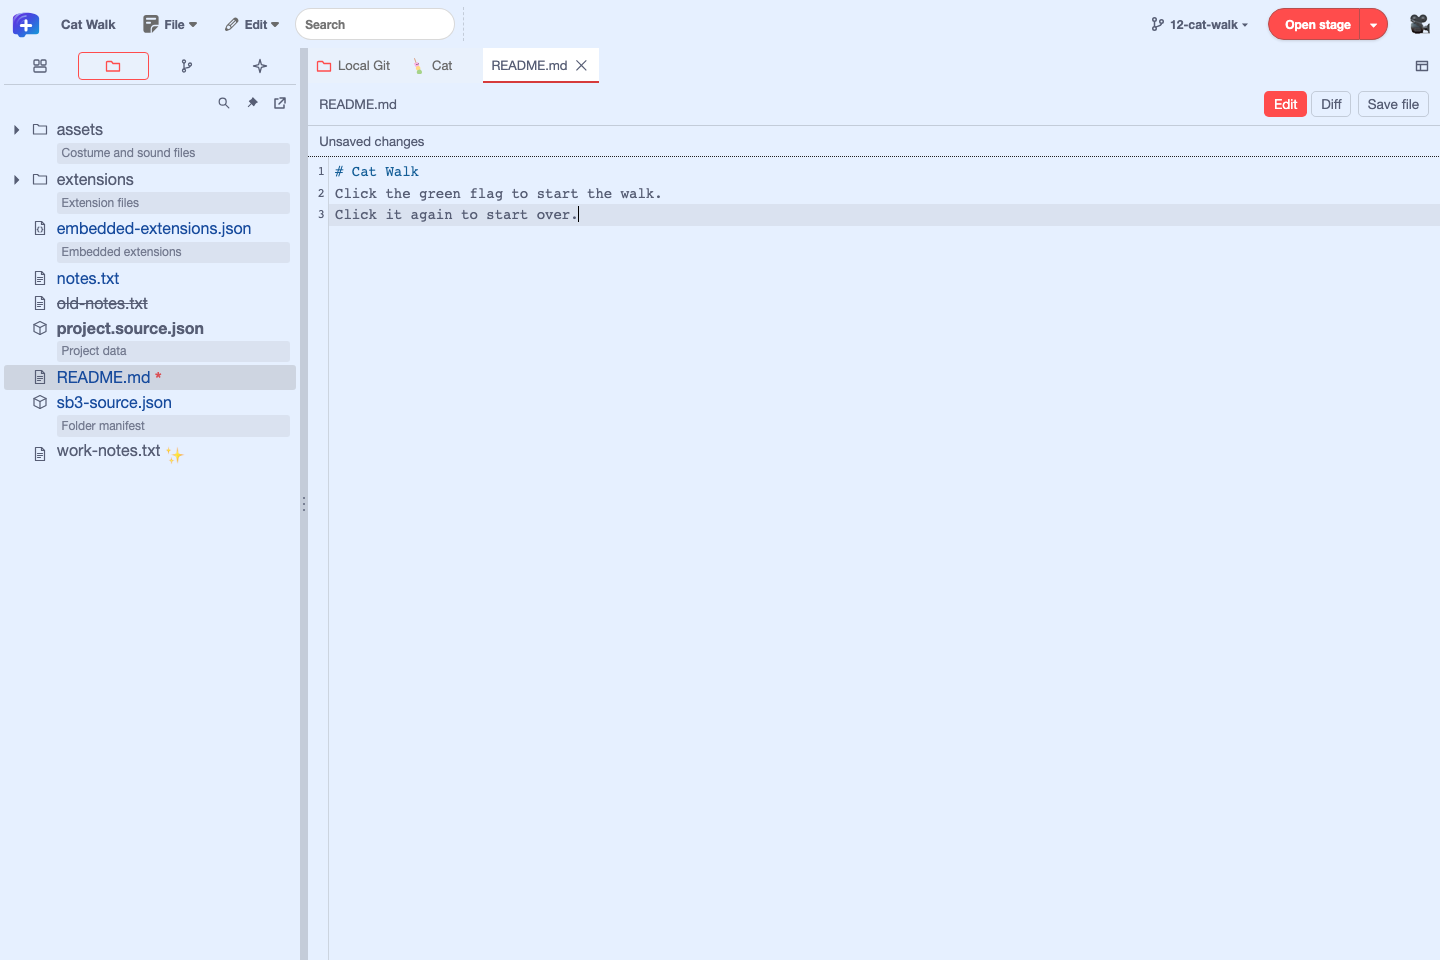 Cat Walk
File
Edit
Search
12-cat-walk
Open stage
Local Git
Cat
README.md
README.md
Edit
Diff
Save file
Unsaved changes
1 # Cat Walk
2 Click the green flag to start the walk.
3 Click it again to start over.
assets
Costume and sound files
extensions
Extension files
embedded-extensions.json
Embedded extensions
notes.txt
old-notes.txt
project.source.json
Project data
README.md *
sb3-source.json
Folder manifest
work-notes.txt